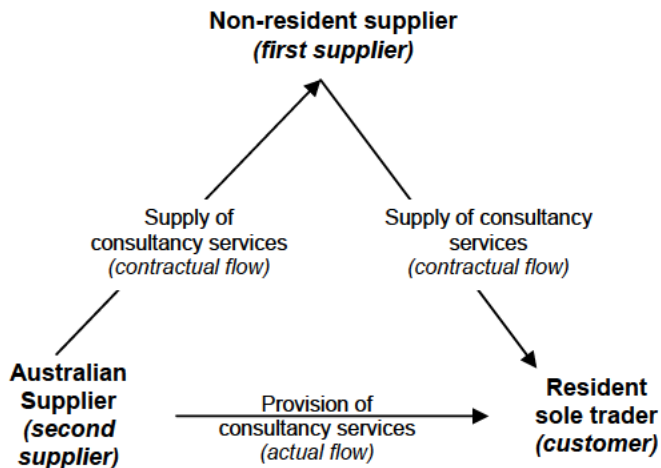 Non-resident supplier
(first supplier)
Supply of
consultancy services
(contractual flow)
Supply of consultancy
services
(contractual flow)
Australian
Supplier
(second
supplier)
Provision of
consultancy services
(actual flow)
Resident
sole trader
(customer)